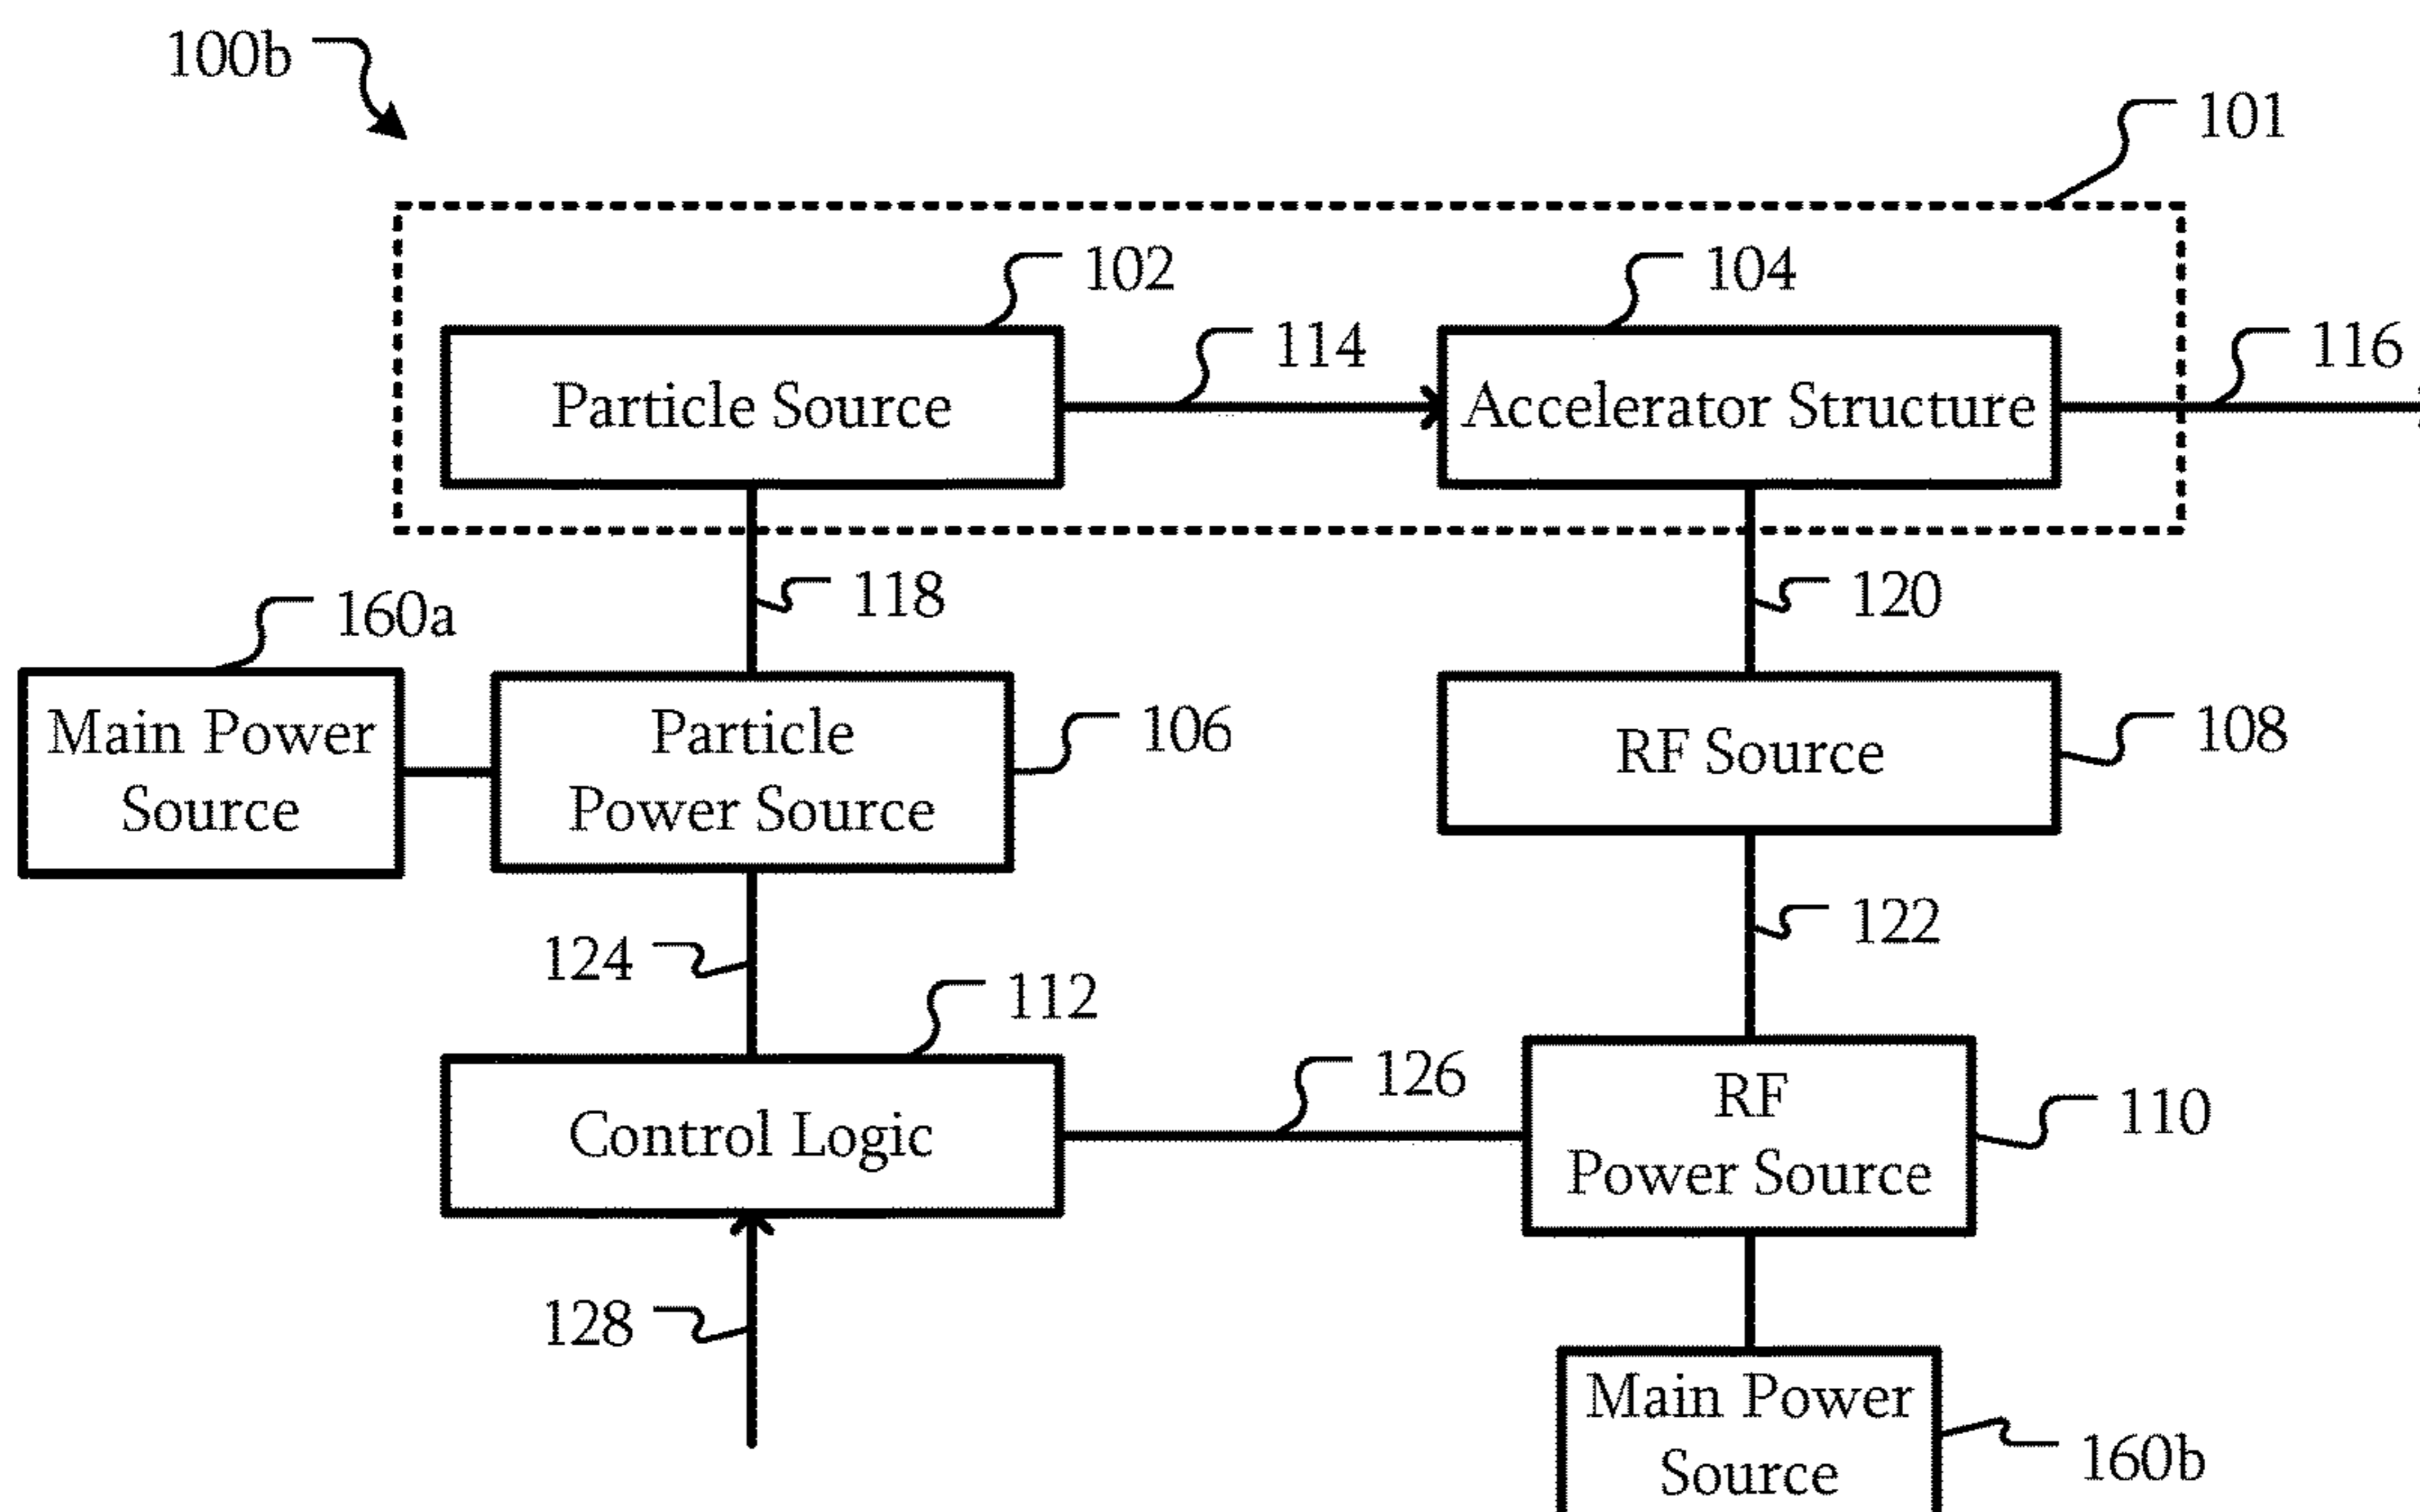 100b
101
102
104
114
116
Particle Source
Accelerator Structure
118
120
160a
Main Power
Source
Particle
Power Source
106
RF Source
108
122
124
112
126
Control Logic
RF
Power Source
110
128
Main Power
Source
160b